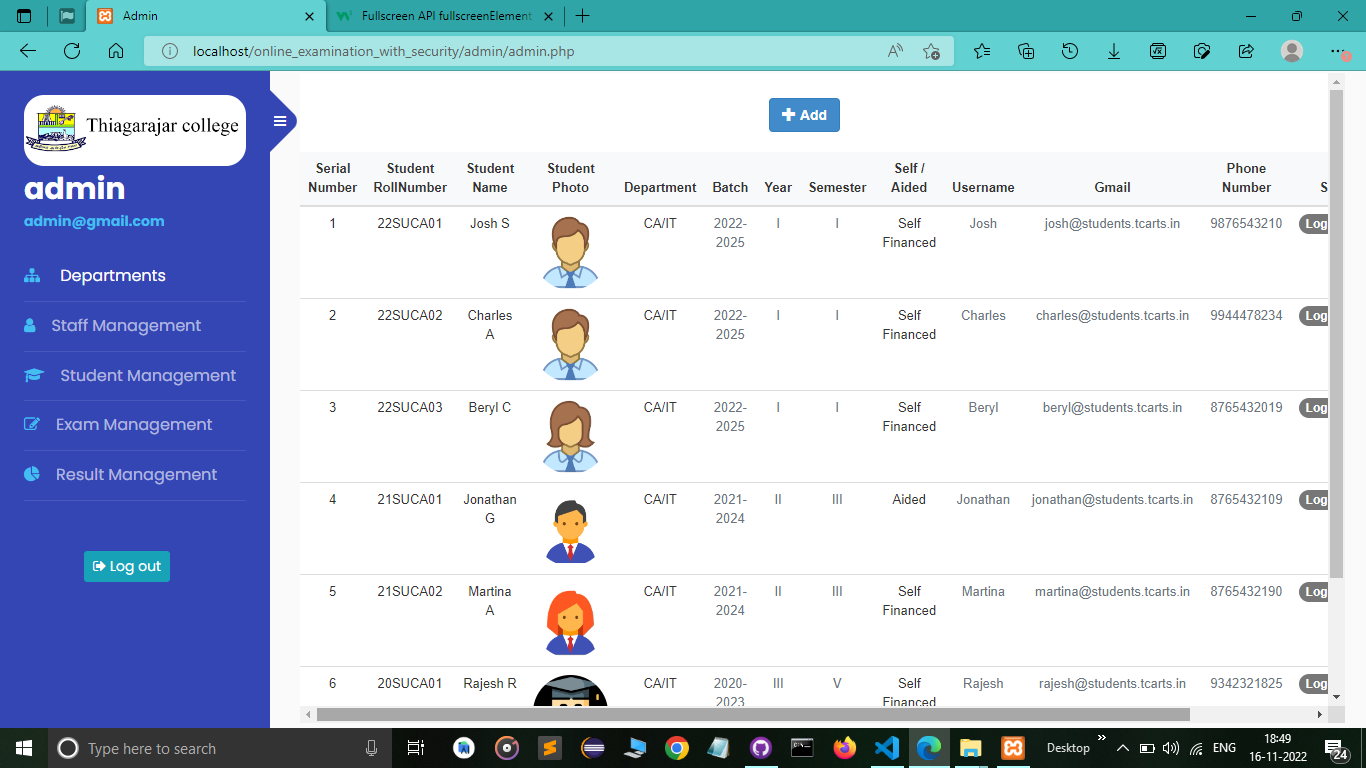 Admin
Fullscreen API fullscreenElement
localhost/online_examination_with_security/admin/admin.php
Thiagarajar college
admin
admin@gmail.com
Departments
Staff Management
Student Management
Exam Management
Result Management
Log out
Add
Serial Number Student RollNumber Student Name Student Photo Department Batch Year Semester Self / Aided Username Gmail Phone Number S
1 22SUCA01 Josh S CA/IT 2022- I I Self Josh josh@students.tcarts.in 9876543210 Log
2025 Financed
2 22SUCA02 Charles CA/IT 2022- I I Self Charles charles@students.tcarts.in 9944478234 Log
A 2025 Financed
3 22SUCA03 Beryl C CA/IT 2022- I I Self Beryl beryl@students.tcarts.in 8765432019 Log
2025 Financed
4 21SUCA01 Jonathan CA/IT 2021- II III Aided Jonathan jonathan@students.tcarts.in 8765432109 Log
G 2024
5 21SUCA02 Martina CA/IT 2021- II III Self Martina martina@students.tcarts.in 8765432190 Log
A 2024 Financed
6 20SUCA01 Rajesh R CA/IT 2020- III V Self Rajesh rajesh@students.tcarts.in 9342321825 Log
2023 Financed
Type here to search
Desktop
ENG
18:49
16-11-2022
24